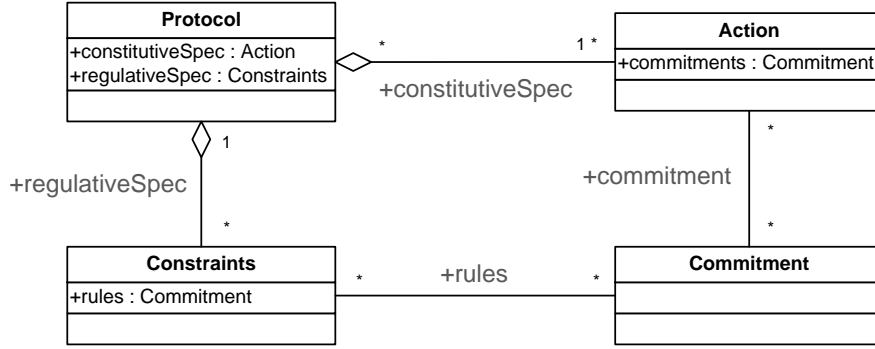 Protocol
+constitutiveSpec : Action
+regulativeSpec : Constraints
Action
+commitments : Commitment
*
1 *
+constitutiveSpec
1
+regulativeSpec
*
*
+commitment
*
Constraints
+rules : Commitment
*
+rules
*
Commitment